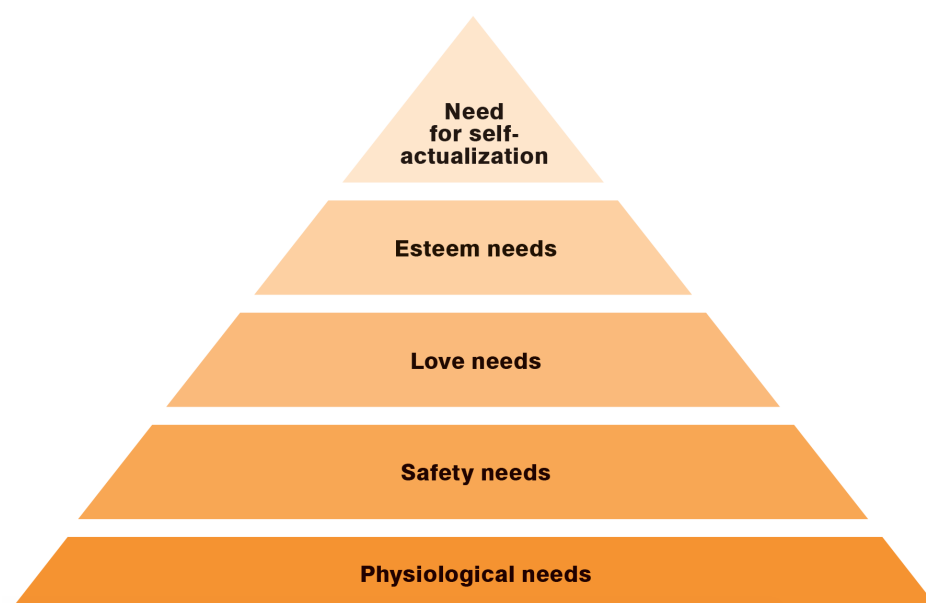 Need
for self-
actualization
Esteem needs
Love needs
Safety needs
Physiological needs